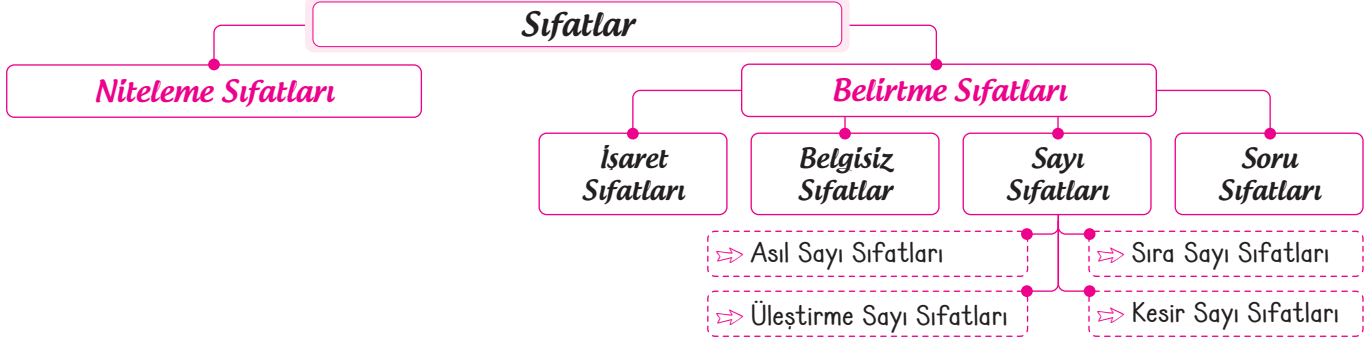 Sıfatlar
Niteleme Sıfatları
Belirtme Sıfatları
İşaret
Sıfatları
Belgisiz
Sıfatlar
Sayı
Sıfatları
Soru
Sıfatları
Asıl Sayı Sıfatları
Sıra Sayı Sıfatları
Üleştirme Sayı Sıfatları
Kesir Sayı Sıfatları